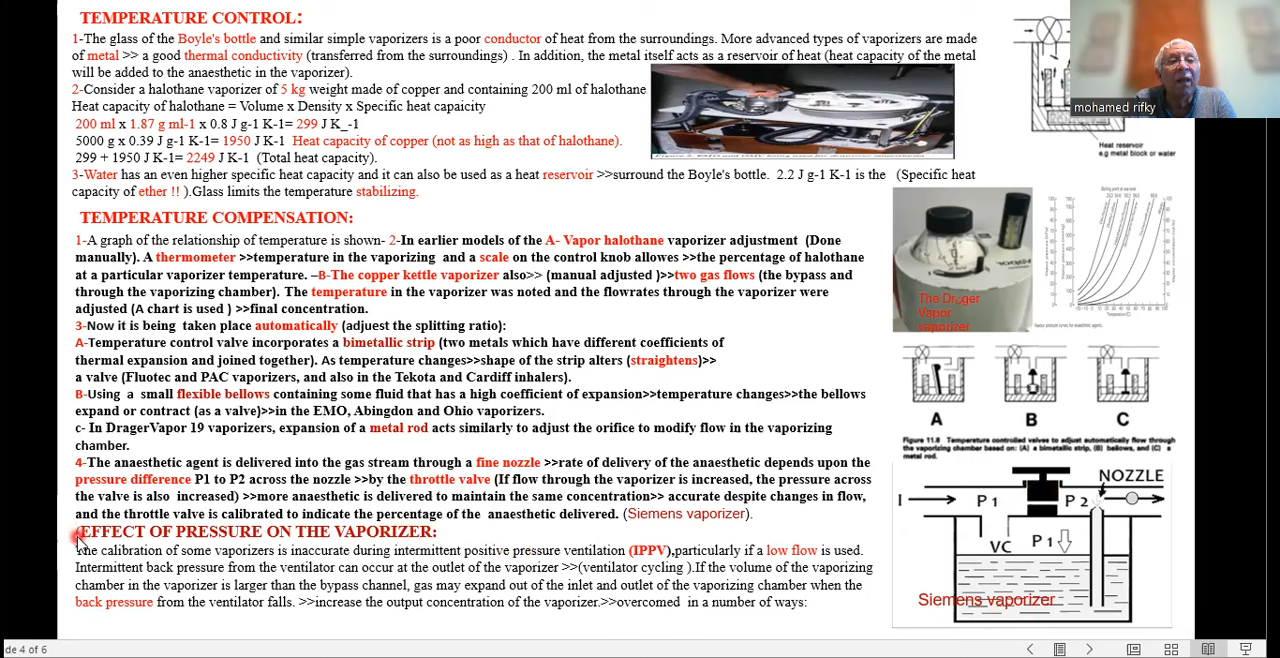 TEMPERATURE CONTROL:
1-The glass of the Boyle's bottle and similar simple vaporizers is a poor conductor of heat from the surroundings. More advanced types of vaporizers are made
of metal >> a good thermal conductivity (transferred from the surroundings) . In addition, the metal itself acts as a reservoir of heat (heat capacity of the metal
will be added to the anaesthetic in the vaporizer).
2-Consider a halothane vaporizer of 5 kg weight made of copper and containing 200 ml of halothane
Heat capacity of halothane = Volume x Density x Specific heat capaicity
200 ml x 1.87 g ml-1 x 0.8 J g-1 K-1= 299 J K_-1
5000 g x 0.39 J g-1 K-1= 1950 J K-1 Heat capacity of copper (not as high as that of halothane).
299 + 1950 J K-1= 2249 J K-1 (Total heat capacity).
3-Water has an even higher specific heat capacity and it can also be used as a heat reservoir >>surround the Boyle's bottle. 2.2 J g-1 K-1 is the (Specific heat
capacity of ether !! ).Glass limits the temperature stabilizing.
TEMPERATURE COMPENSATION:
1-A graph of the relationship of temperature is shown- 2-In earlier models of the A- Vapor halothane vaporizer adjustment (Done
manually). A thermometer >>temperature in the vaporizing and a scale on the control knob allowes >>the percentage of halothane
at a particular vaporizer temperature. –B-The copper kettle vaporizer also>> (manual adjusted )>>two gas flows (the bypass and
through the vaporizing chamber). The temperature in the vaporizer was noted and the flowrates through the vaporizer were
adjusted (A chart is used ) >>final concentration.
3-Now it is being taken place automatically (adjuest the splitting ratio):
A-Temperature control valve incorporates a bimetallic strip (two metals which have different coefficients of
thermal expansion and joined together). As temperature changes>>shape of the strip alters (straightens)>>
a valve (Fluotec and PAC vaporizers, and also in the Tekota and Cardiff inhalers).
B-Using a small flexible bellows containing some fluid that has a high coefficient of expansion>>temperature changes>>the bellows
expand or contract (as a valve)>>in the EMO, Abingdon and Ohio vaporizers.
c- In DragerVapor 19 vaporizers, expansion of a metal rod acts similarly to adjust the orifice to modify flow in the vaporizing
chamber.
4-The anaesthetic agent is delivered into the gas stream through a fine nozzle >>rate of delivery of the anaesthetic depends upon the
pressure difference P1 to P2 across the nozzle >>by the throttle valve (If flow through the vaporizer is increased, the pressure across
the valve is also increased) >>more anaesthetic is delivered to maintain the same concentration>> accurate despite changes in flow,
and the throttle valve is calibrated to indicate the percentage of the anaesthetic delivered. (Siemens vaporizer).
EFFECT OF PRESSURE ON THE VAPORIZER:
The calibration of some vaporizers is inaccurate during intermittent positive pressure ventilation (IPPV),particularly if a low flow is used.
Intermittent back pressure from the ventilator can occur at the outlet of the vaporizer >>(ventilator cycling ).If the volume of the vaporizing
chamber in the vaporizer is larger than the bypass channel, gas may expand out of the inlet and outlet of the vaporizing chamber when the
back pressure from the ventilator falls. >>increase the output concentration of the vaporizer.>>overcomed in a number of ways:
mohamed rifky
Heat reservoir
e.g metal block or water
The Drager
Vapor
vaporizer
Temperature (C)
Vapour pressure curves for anaesthetic agents.
A B C
Figure 11.8 Temperature controlled valves to adjust automatically flow through
the vaporizing chamber based on: (A) a bimetallic strip, (B) bellows, and (C) a
metal rod.
NOZZLE
I P1 P2
VC P1
Siemens vaporizer
de 4 of 6